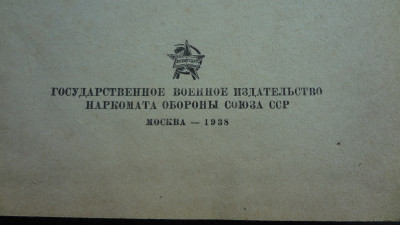 ГОСУДАРСТВЕННОЕ ВОЕННОЕ ИЗДАТЕЛЬСТВО
НАРКОМАТА ОБОРОНЫ СОЮЗА ССР
МОСКВА — 1938